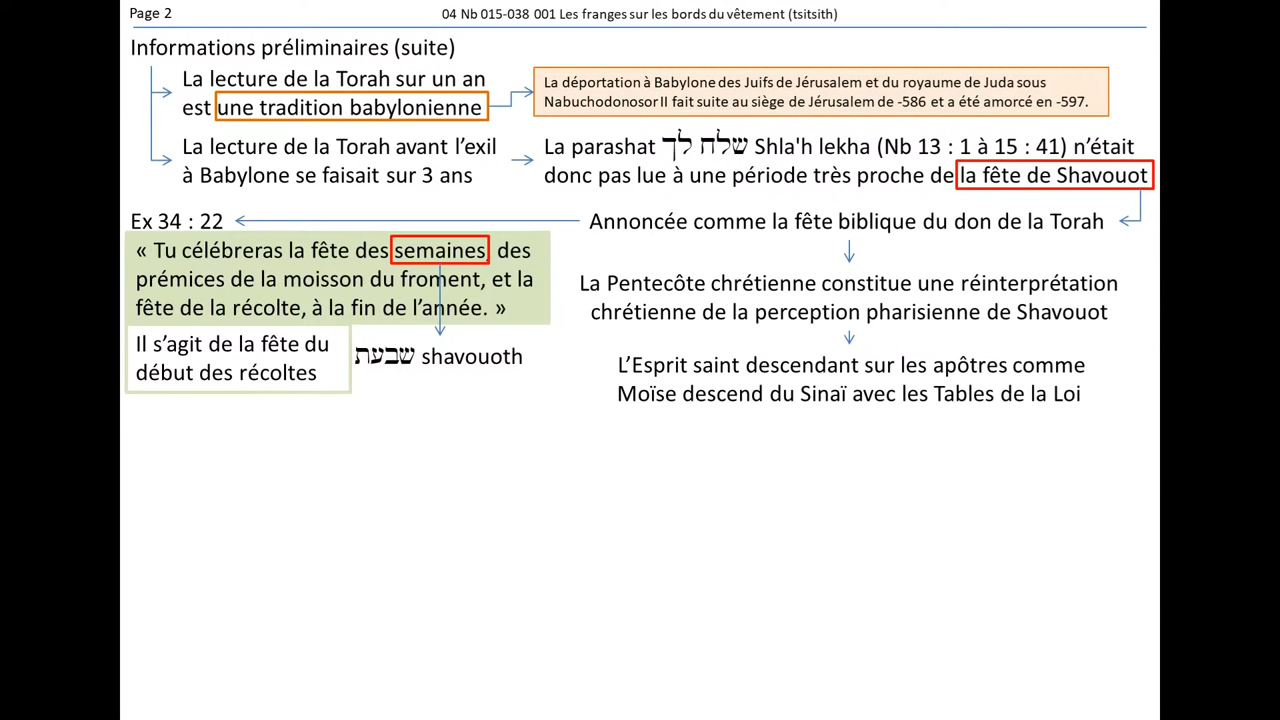 Page 2
04 Nb 015-038 001 Les franges sur les bords du vêtement (tsitsith)
Informations préliminaires (suite)
La lecture de la Torah sur un an
est une tradition babylonienne
La déportation à Babylone des Juifs de Jérusalem et du royaume de Juda sous
Nabuchodonosor II fait suite au siège de Jérusalem de -586 et a été amorcé en -597.
La lecture de la Torah avant l’exil
à Babylone se faisait sur 3 ans
La parashat שלח לך Shla'h lekha (Nb 13 : 1 à 15 : 41) n’était
donc pas lue à une période très proche de la fête de Shavouot
Ex 34 : 22
Annoncée comme la fête biblique du don de la Torah
« Tu célébreras la fête des semaines, des
prémices de la moisson du froment, et la
fête de la récolte, à la fin de l’année. »
La Pentecôte chrétienne constitue une réinterprétation
chrétienne de la perception pharisienne de Shavouot
Il s’agit de la fête du
début des récoltes
שבעת shavouoth
L’Esprit saint descendant sur les apôtres comme
Moïse descend du Sinaï avec les Tables de la Loi